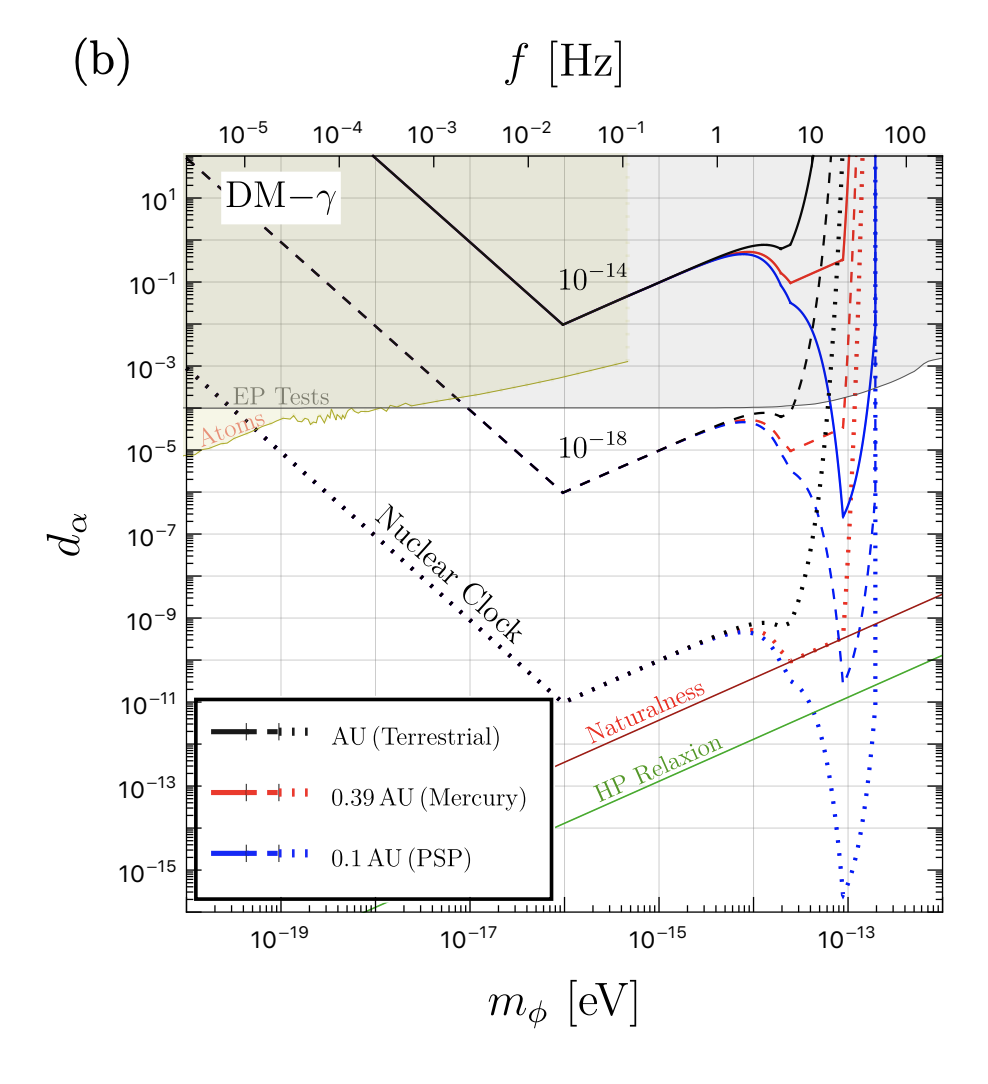 (b)
f [Hz]
10⁻⁵ 10⁻⁴ 10⁻³ 10⁻² 10⁻¹ 1 10 100
DM−γ
10¹
10⁻¹
10⁻¹⁴
10⁻³
EP Tests
Atoms
10⁻⁵
10⁻¹⁸
10⁻⁷
Nuclear Clock
d_α
10⁻⁹
10⁻¹¹
Naturalness
AU (Terrestrial)
HP Relaxion
10⁻¹³
0.39 AU (Mercury)
0.1 AU (PSP)
10⁻¹⁵
10⁻¹⁹ 10⁻¹⁷ 10⁻¹⁵ 10⁻¹³
m_ϕ [eV]